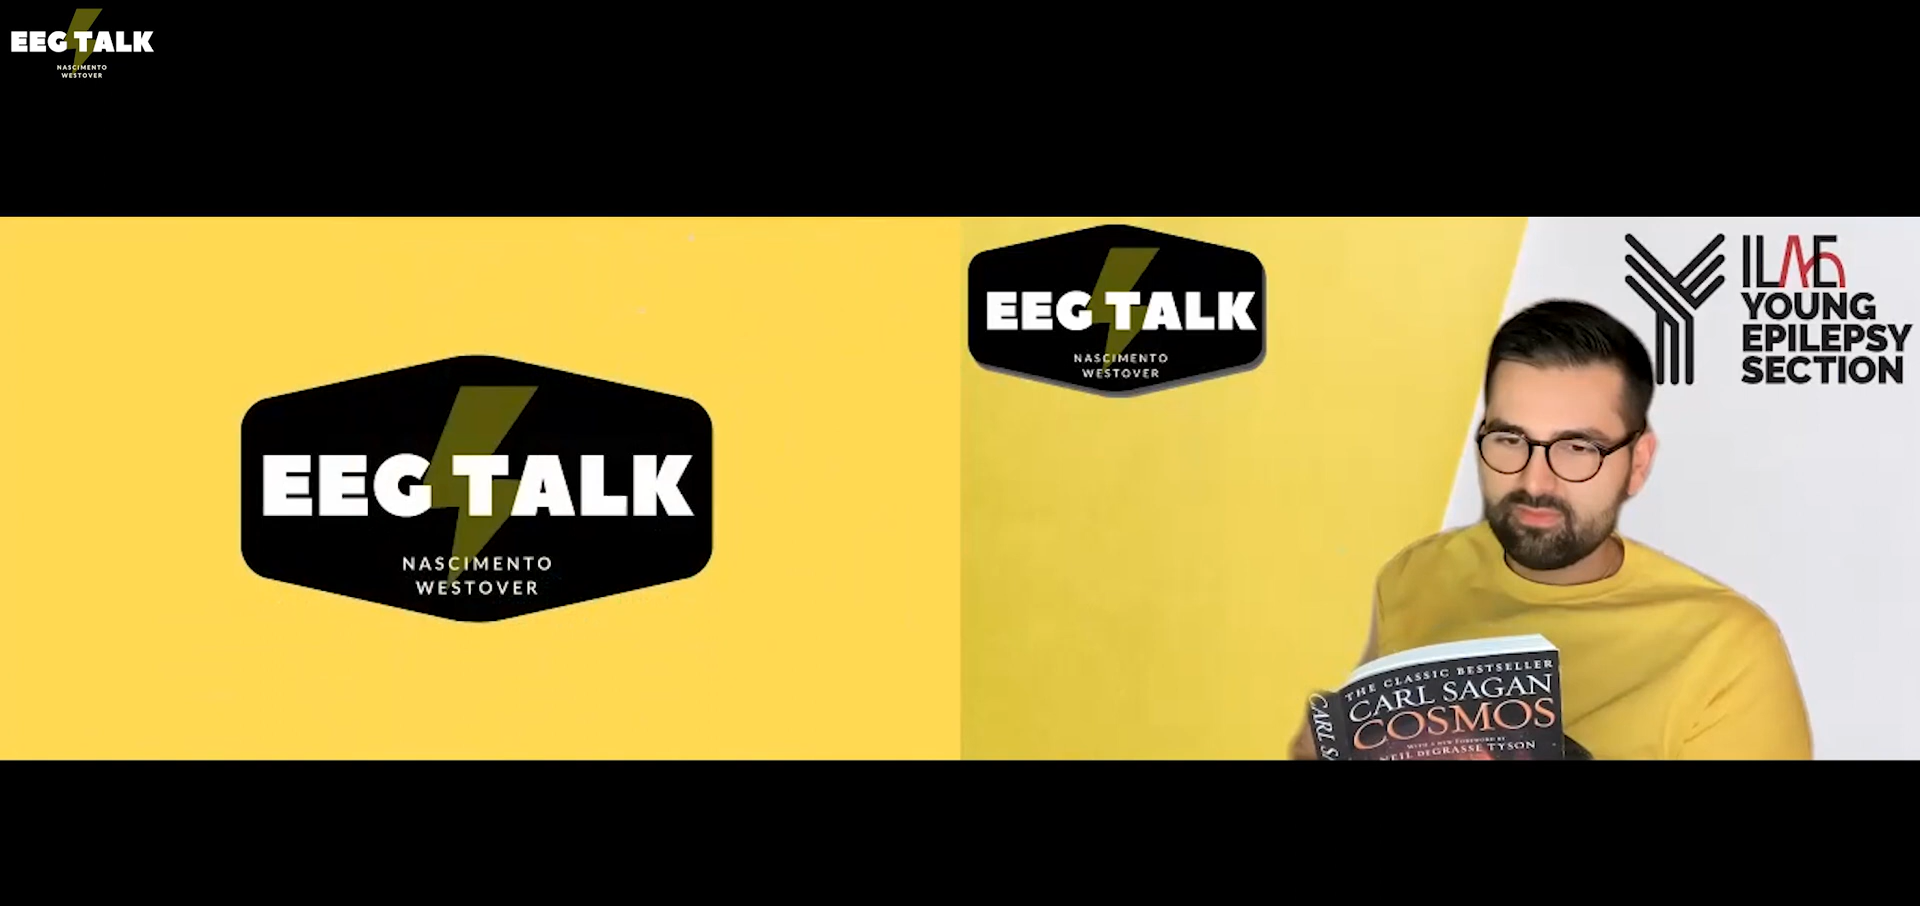 EEG TALK
NASCIMENTO
WESTOVER
EEG TALK
NASCIMENTO
WESTOVER
EEG TALK
NASCIMENTO
WESTOVER
ILAE
YOUNG
EPILEPSY
SECTION
THE CLASSIC BESTSELLER
CARL SAGAN
COSMOS
WITH A NEW FOREWORD BY
NEIL DEGRASSE TYSON
CARL